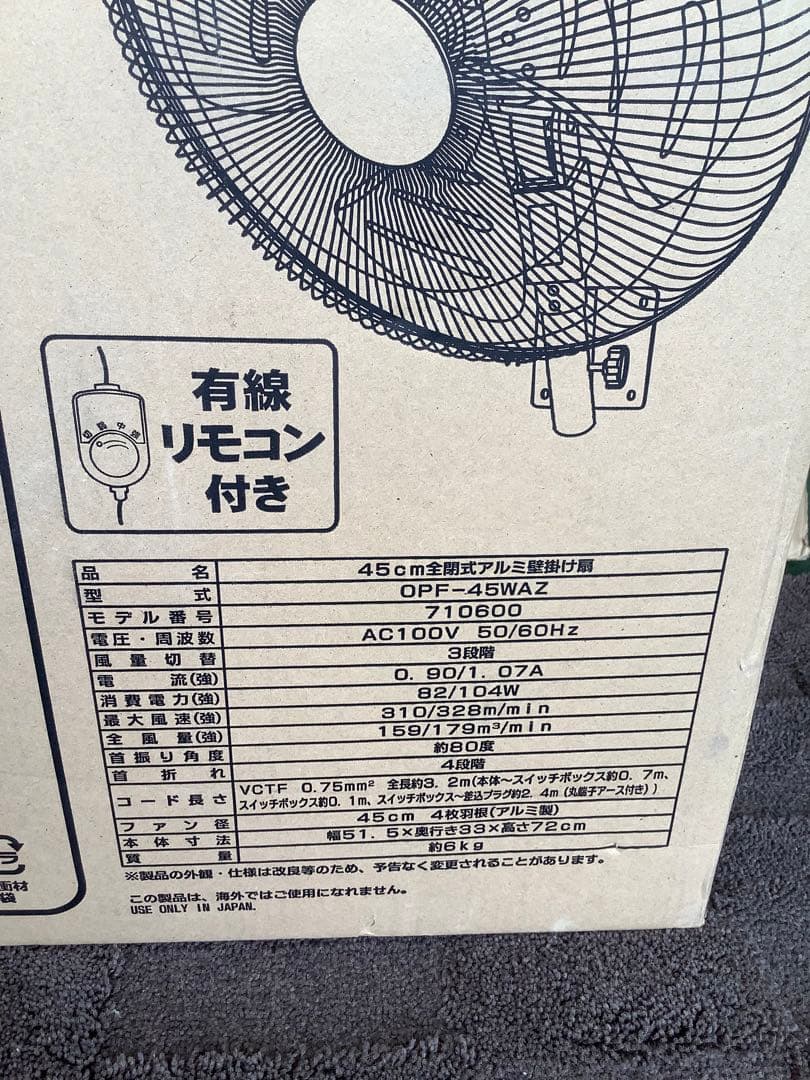 切 弱 中 強
有線
リモコン
付き
品名 45cm全閉式アルミ壁掛け扇
型式 OPF-45WAZ
モデル番号 710600
電圧・周波数 AC100V 50/60Hz
風量切替 3段階
電流(強) 0.90/1.07A
消費電力(強) 82/104W
最大風速(強) 310/328m/min
全風量(強) 159/179m³/min
首振り角度 約80度
首折れ 4段階
コード長さ VCTF 0.75mm² 全長約3.2m(本体～スイッチボックス約0.7m、
スイッチボックス約0.1m、スイッチボックス～差込プラグ約2.4m(丸端子アース付き))
ファン径 45cm 4枚羽根(アルミ製)
本体寸法 幅51.5×奥行き33×高さ72cm
質量 約6kg
※製品の外観・仕様は改良等のため、予告なく変更されることがあります。
この製品は、海外ではご使用になれません。
USE ONLY IN JAPAN.
プラ
衝材
袋